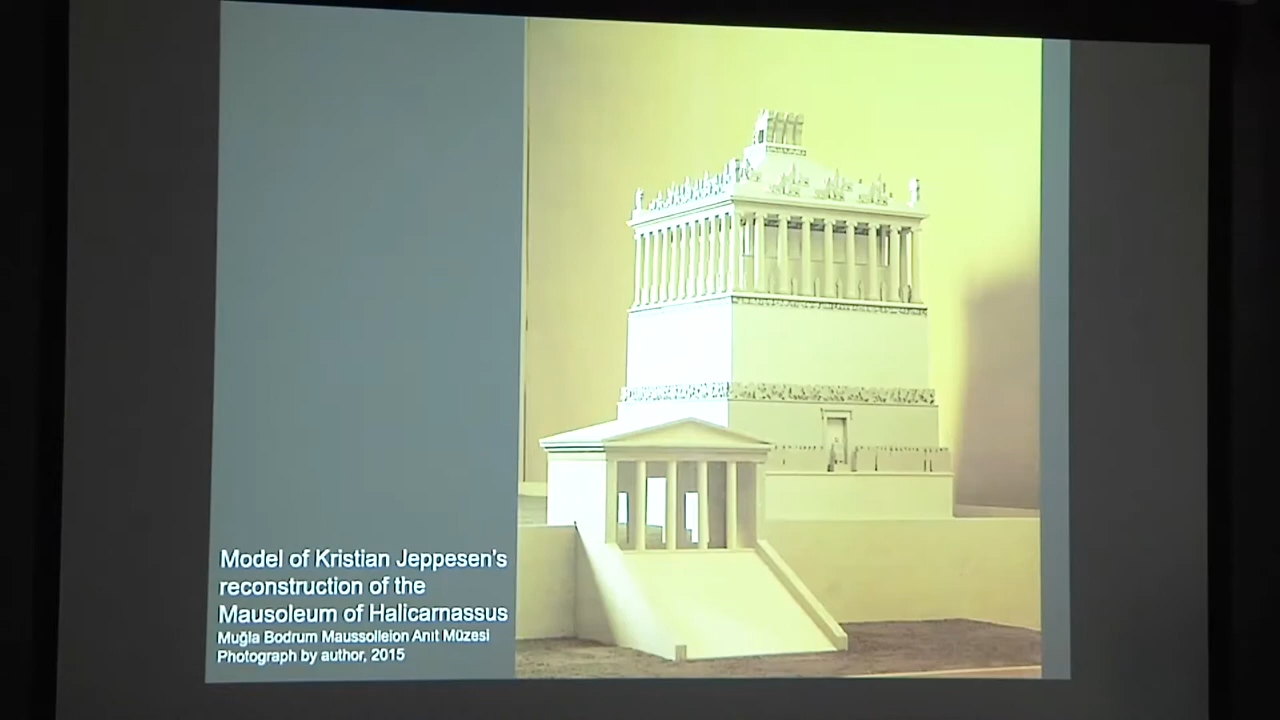 Model of Kristian Jeppesen's
reconstruction of the
Mausoleum of Halicarnassus
Muğla Bodrum Maussolleion Anıt Müzesi
Photograph by author, 2015